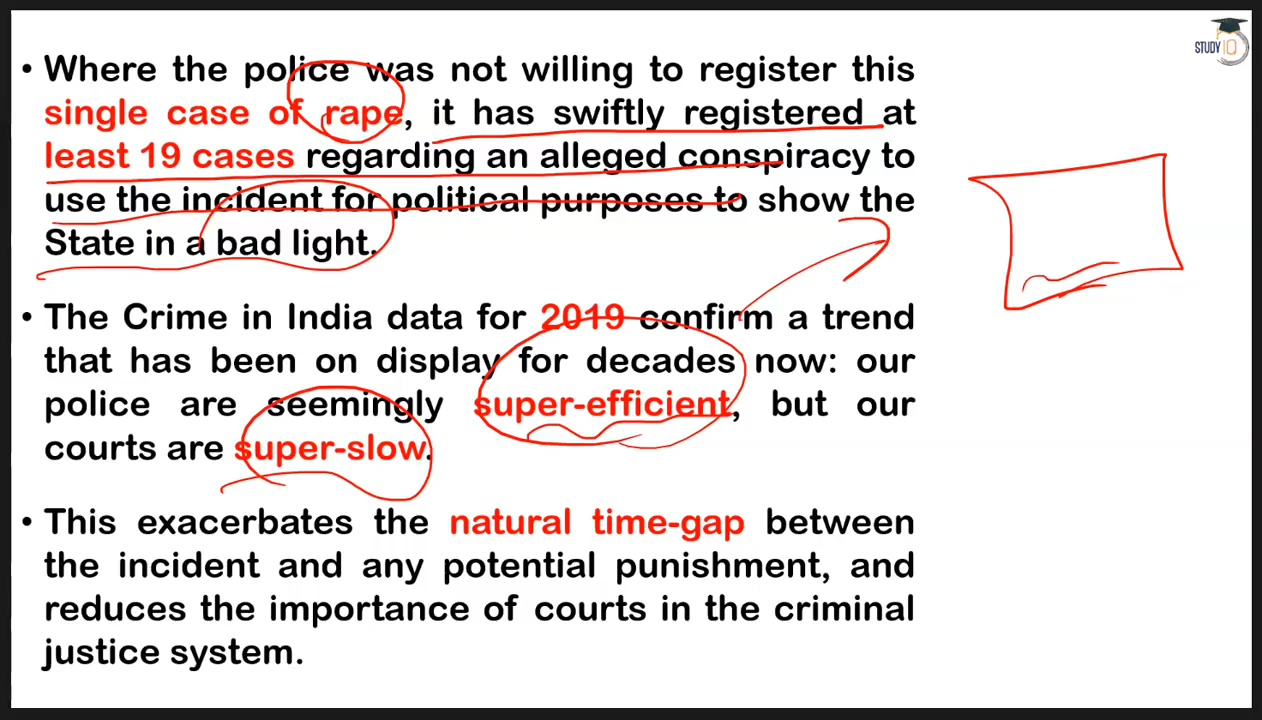 STUDY IQ
• Where the police was not willing to register this
single case of rape, it has swiftly registered at
least 19 cases regarding an alleged conspiracy to
use the incident for political purposes to show the
State in a bad light.
• The Crime in India data for 2019 confirm a trend
that has been on display for decades now: our
police are seemingly super-efficient, but our
courts are super-slow.
• This exacerbates the natural time-gap between
the incident and any potential punishment, and
reduces the importance of courts in the criminal
justice system.